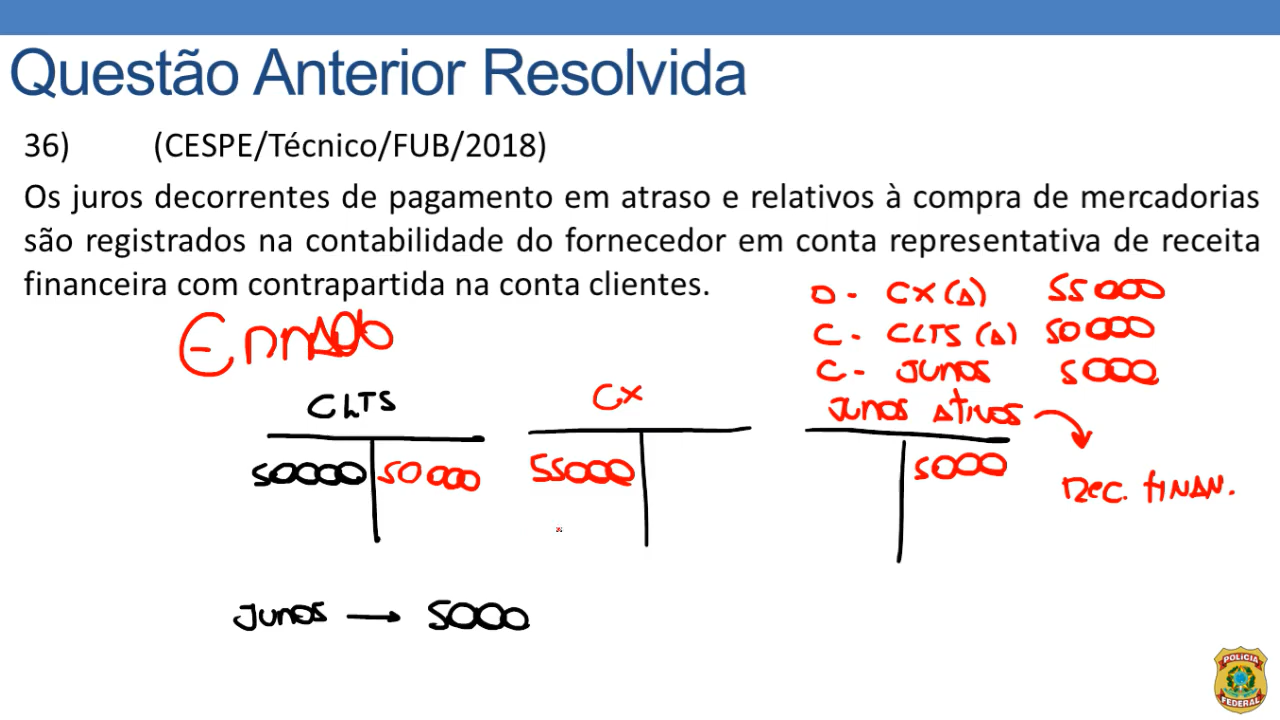 Questão Anterior Resolvida
36) (CESPE/Técnico/FUB/2018)
Os juros decorrentes de pagamento em atraso e relativos à compra de mercadorias
são registrados na contabilidade do fornecedor em conta representativa de receita
financeira com contrapartida na conta clientes.
D - CX (A) 55000
C - CLTS (A) 50000
C - JUROS 5000
ERRADO
CLTS
CX
JUROS ATIVOS
50000 50000
55000
5000
REC. FINAN.
JUROS → 5000
POLÍCIA
FEDERAL